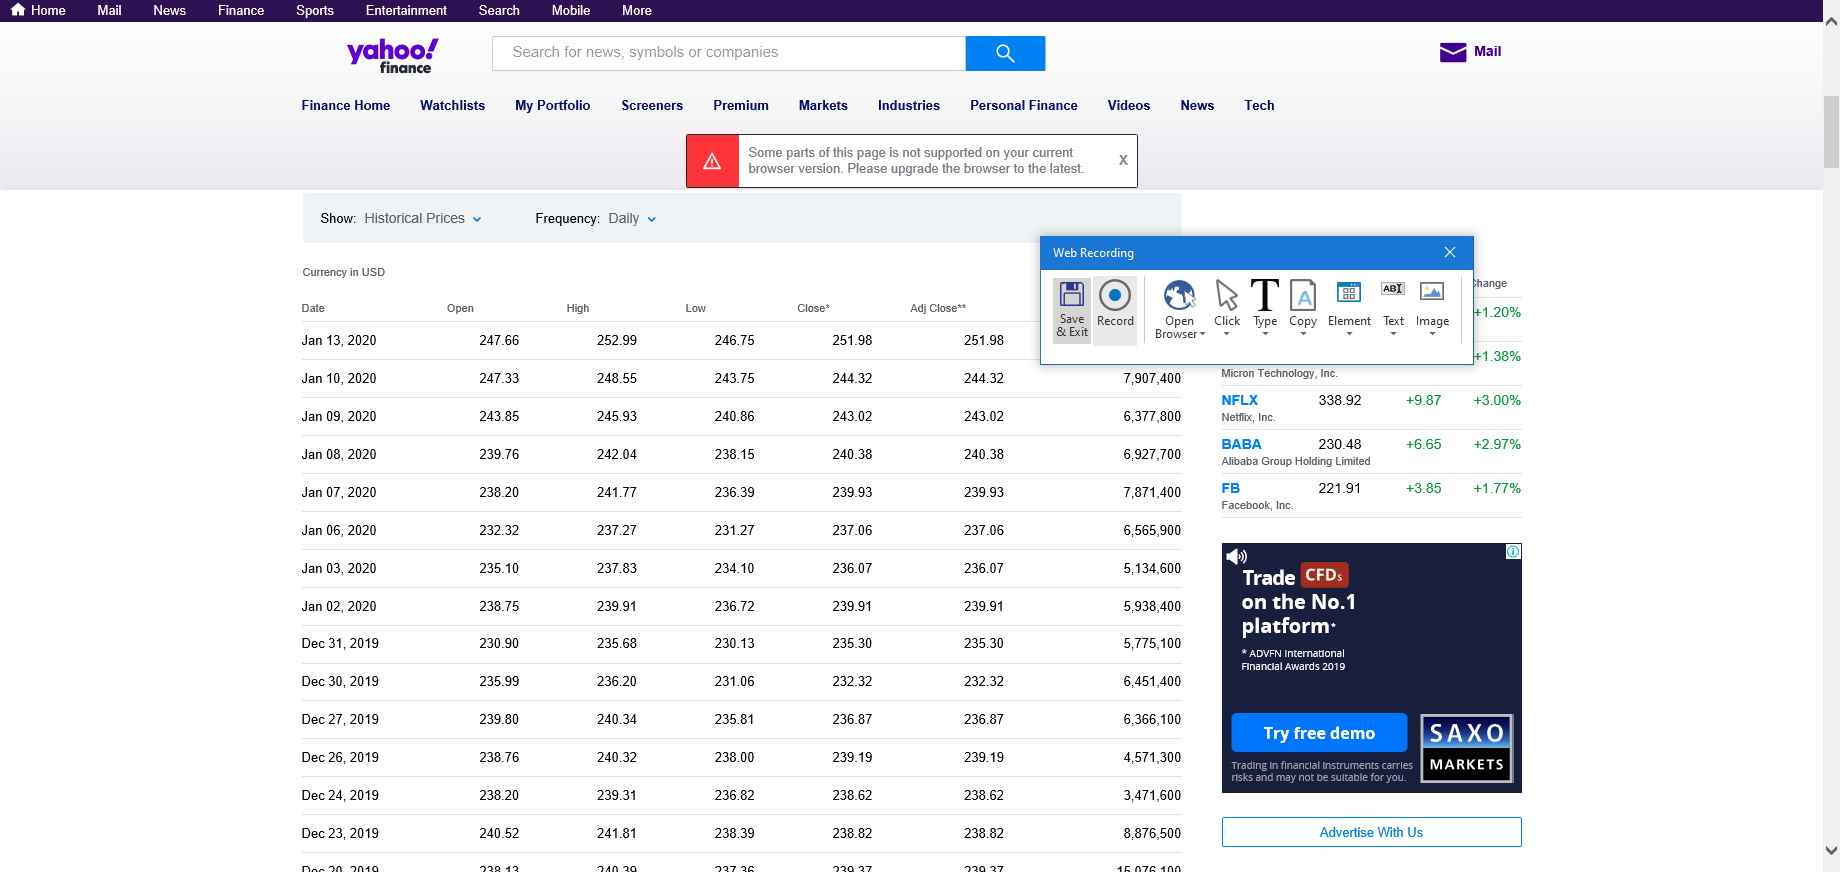 Home Mail News Finance Sports Entertainment Search Mobile More
yahoo!
finance
Search for news, symbols or companies
Mail
Finance Home Watchlists My Portfolio Screeners Premium Markets Industries Personal Finance Videos News Tech
Some parts of this page is not supported on your current
browser version. Please upgrade the browser to the latest.
X
Show: Historical Prices Frequency: Daily
Currency in USD
Date Open High Low Close* Adj Close**
Jan 13, 2020 247.66 252.99 246.75 251.98 251.98
Jan 10, 2020 247.33 248.55 243.75 244.32 244.32 7,907,400
Jan 09, 2020 243.85 245.93 240.86 243.02 243.02 6,377,800
Jan 08, 2020 239.76 242.04 238.15 240.38 240.38 6,927,700
Jan 07, 2020 238.20 241.77 236.39 239.93 239.93 7,871,400
Jan 06, 2020 232.32 237.27 231.27 237.06 237.06 6,565,900
Jan 03, 2020 235.10 237.83 234.10 236.07 236.07 5,134,600
Jan 02, 2020 238.75 239.91 236.72 239.91 239.91 5,938,400
Dec 31, 2019 230.90 235.68 230.13 235.30 235.30 5,775,100
Dec 30, 2019 235.99 236.20 231.06 232.32 232.32 6,451,400
Dec 27, 2019 239.80 240.34 235.81 236.87 236.87 6,366,100
Dec 26, 2019 238.76 240.32 238.00 239.19 239.19 4,571,300
Dec 24, 2019 238.20 239.31 236.82 238.62 238.62 3,471,600
Dec 23, 2019 240.52 241.81 238.39 238.82 238.82 8,876,500
Dec 20, 2019 238.13 240.39 237.36 239.37 239.37 15,076,100
Web Recording
Save
& Exit
Record
Open
Browser
Click
Type
Copy
Element
ABI
Text
Image
Change
+1.20%
+1.38%
Micron Technology, Inc.
NFLX 338.92 +9.87 +3.00%
Netflix, Inc.
BABA 230.48 +6.65 +2.97%
Alibaba Group Holding Limited
FB 221.91 +3.85 +1.77%
Facebook, Inc.
Trade CFDs
on the No.1
platform*
* ADVFN International
Financial Awards 2019
Try free demo
SAXO
MARKETS
Trading in financial instruments carries
risks and may not be suitable for you.
Advertise With Us